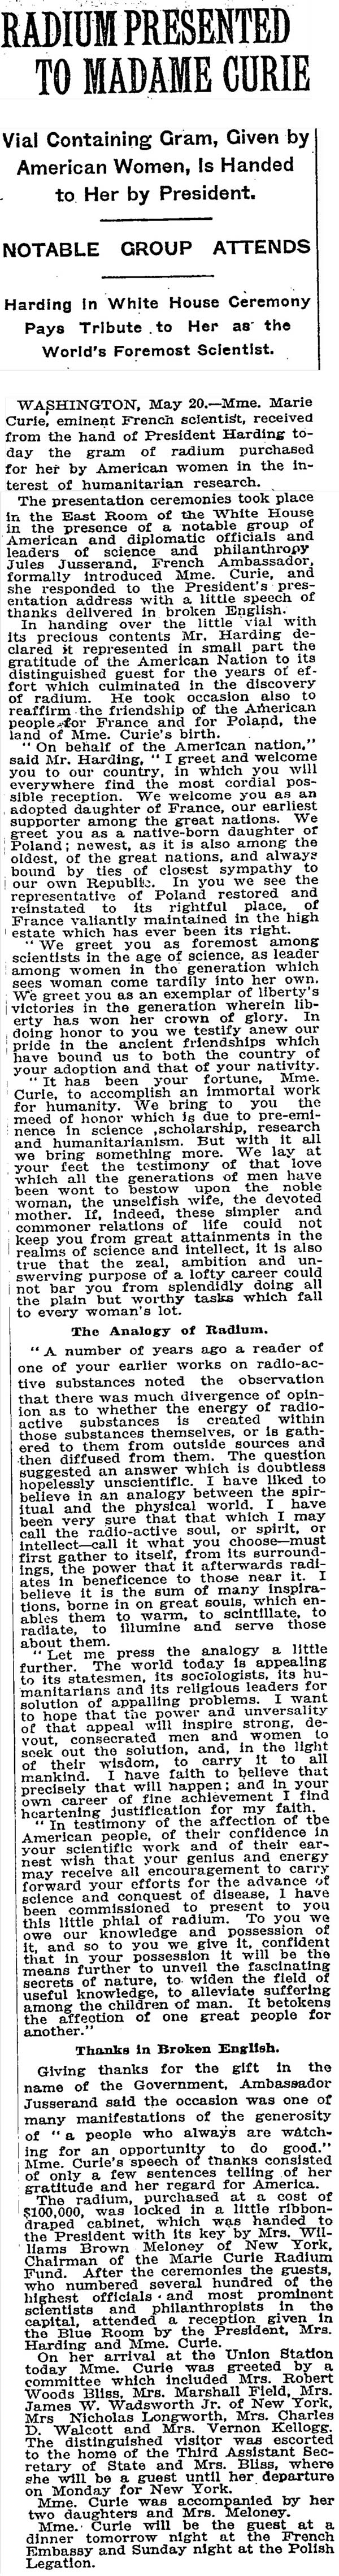 RADIUM PRESENTED
TO MADAME CURIE
Vial Containing Gram, Given by
American Women, Is Handed
to Her by President.
NOTABLE GROUP ATTENDS
Harding in White House Ceremony
Pays Tribute to Her as the
World's Foremost Scientist.
WASHINGTON, May 20.—Mme. Marie
Curie, eminent French scientist, received
from the hand of President Harding to-
day the gram of radium purchased
for her by American women in the in-
terest of humanitarian research.
The presentation ceremonies took place
in the East Room of the White House
in the presence of a notable group of
American and diplomatic officials and
leaders of science and philanthropy
Jules Jusserand, French Ambassador,
formally introduced Mme. Curie, and
she responded to the President's pres-
entation address with a little speech of
thanks delivered in broken English.
In handing over the little vial with
its precious contents Mr. Harding de-
clared it represented in small part the
gratitude of the American Nation to its
distinguished guest for the years of ef-
fort which culminated in the discovery
of radium. He took occasion also to
reaffirm the friendship of the American
people for France and for Poland, the
land of Mme. Curie's birth.
"On behalf of the American nation,"
said Mr. Harding, "I greet and welcome
you to our country, in which you will
everywhere find the most cordial pos-
sible reception. We welcome you as an
adopted daughter of France, our earliest
supporter among the great nations. We
greet you as a native-born daughter of
Poland; newest, as it is also among the
oldest, of the great nations, and always
bound by ties of closest sympathy to
our own Republic. In you we see the
representative of Poland restored and
reinstated to its rightful place, of
France valiantly maintained in the high
estate which has ever been its right.
"We greet you as foremost among
scientists in the age of science, as leader
among women in the generation which
sees woman come tardily into her own.
We greet you as an exemplar of liberty's
victories in the generation wherein lib-
erty has won her crown of glory. In
doing honor to you we testify anew our
pride in the ancient friendships which
have bound us to both the country of
your adoption and that of your nativity.
"It has been your fortune, Mme.
Curie, to accomplish an immortal work
for humanity. We bring to you the
meed of honor which is due to pre-emi-
nence in science ,scholarship, research
and humanitarianism. But with it all
we bring something more. We lay at
your feet the testimony of that love
which all the generations of men have
been wont to bestow upon the noble
woman, the unselfish wife, the devoted
mother. If, indeed, these simpler and
commoner relations of life could not
keep you from great attainments in the
realms of science and intellect, it is also
true that the zeal, ambition and un-
swerving purpose of a lofty career could
not bar you from splendidly doing all
the plain but worthy tasks which fall
to every woman's lot.
The Analogy of Radium.
"A number of years ago a reader of
one of your earlier works on radio-ac-
tive substances noted the observation
that there was much divergence of opin-
ion as to whether the energy of radio-
active substances is created within
those substances themselves, or is gath-
ered to them from outside sources and
then diffused from them. The question
suggested an answer which is doubtless
hopelessly unscientific. I have liked to
believe in an analogy between the spir-
itual and the physical world. I have
been very sure that that which I may
call the radio-active soul, or spirit, or
intellect—call it what you choose—must
first gather to itself, from its surround-
ings, the power that it afterwards radi-
ates in beneficence to those near it. I
believe it is the sum of many inspira-
tions, borne in on great souls, which en-
ables them to warm, to scintillate, to
radiate, to illumine and serve those
about them.
"Let me press the analogy a little
further. The world today is appealing
to its statesmen, its sociologists, its hu-
manitarians and its religious leaders for
solution of appalling problems. I want
to hope that the power and unversality
of that appeal will inspire strong, de-
vout, consecrated men and women to
seek out the solution, and, in the light
of their wisdom, to carry it to all
mankind. I have faith to believe that
precisely that will happen; and in your
own career of fine achievement I find
heartening justification for my faith.
"In testimony of the affection of the
American people, of their confidence in
your scientific work and of their ear-
nest wish that your genius and energy
may receive all encouragement to carry
forward your efforts for the advance of
science and conquest of disease, I have
been commissioned to present to you
this little phial of radium. To you we
owe our knowledge and possession of
it, and so to you we give it, confident
that in your possession it will be the
means further to unveil the fascinating
secrets of nature, to widen the field of
useful knowledge, to alleviate suffering
among the children of man. It betokens
the affection of one great people for
another."
Thanks in Broken English.
Giving thanks for the gift in the
name of the Government, Ambassador
Jusserand said the occasion was one of
many manifestations of the generosity
of "a people who always are watch-
ing for an opportunity to do good."
Mme. Curie's speech of thanks consisted
of only a few sentences telling of her
gratitude and her regard for America.
The radium, purchased at a cost of
$100,000, was locked in a little ribbon-
draped cabinet, which was handed to
the President with its key by Mrs. Wil-
liams Brown Meloney of New York,
Chairman of the Marie Curie Radium
Fund. After the ceremonies the guests,
who numbered several hundred of the
highest officials and most prominent
scientists and philanthropists in the
capital, attended a reception given in
the Blue Room by the President, Mrs.
Harding and Mme. Curie.
On her arrival at the Union Station
today Mme. Curie was greeted by a
committee which included Mrs. Robert
Woods Bliss, Mrs. Marshall Field, Mrs.
James W. Wadsworth Jr. of New York,
Mrs Nicholas Longworth, Mrs. Charles
D. Walcott and Mrs. Vernon Kellogg.
The distinguished visitor was escorted
to the home of the Third Assistant Sec-
retary of State and Mrs. Bliss, where
she will be a guest until her departure
on Monday for New York.
Mme. Curie was accompanied by her
two daughters and Mrs. Meloney.
Mme. Curie will be the guest at a
dinner tomorrow night at the French
Embassy and Sunday night at the Polish
Legation.